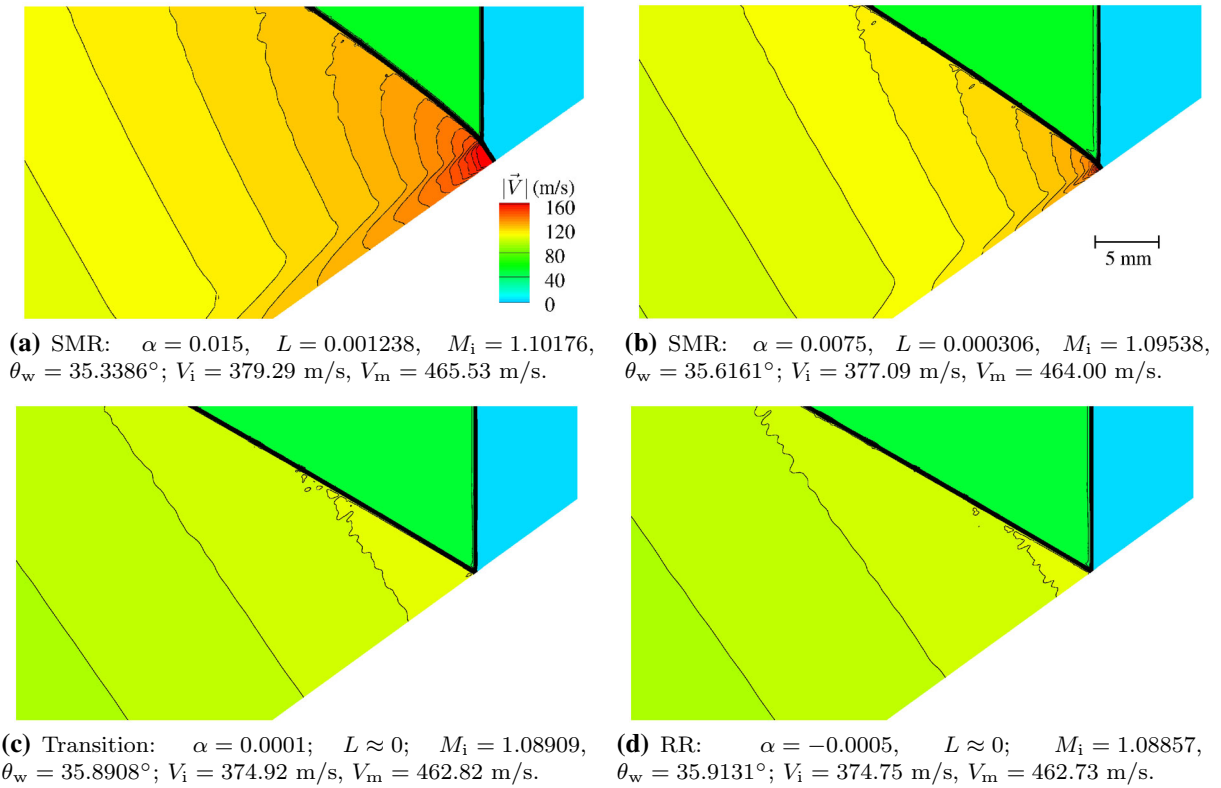 |V⃗| (m/s)
160
120
80
40
0
5 mm
(a) SMR: α = 0.015, L = 0.001238, Mi = 1.10176,
θw = 35.3386°; Vi = 379.29 m/s, Vm = 465.53 m/s.
(b) SMR: α = 0.0075, L = 0.000306, Mi = 1.09538,
θw = 35.6161°; Vi = 377.09 m/s, Vm = 464.00 m/s.
(c) Transition: α = 0.0001; L ≈ 0; Mi = 1.08909,
θw = 35.8908°; Vi = 374.92 m/s, Vm = 462.82 m/s.
(d) RR: α = −0.0005, L ≈ 0; Mi = 1.08857,
θw = 35.9131°; Vi = 374.75 m/s, Vm = 462.73 m/s.